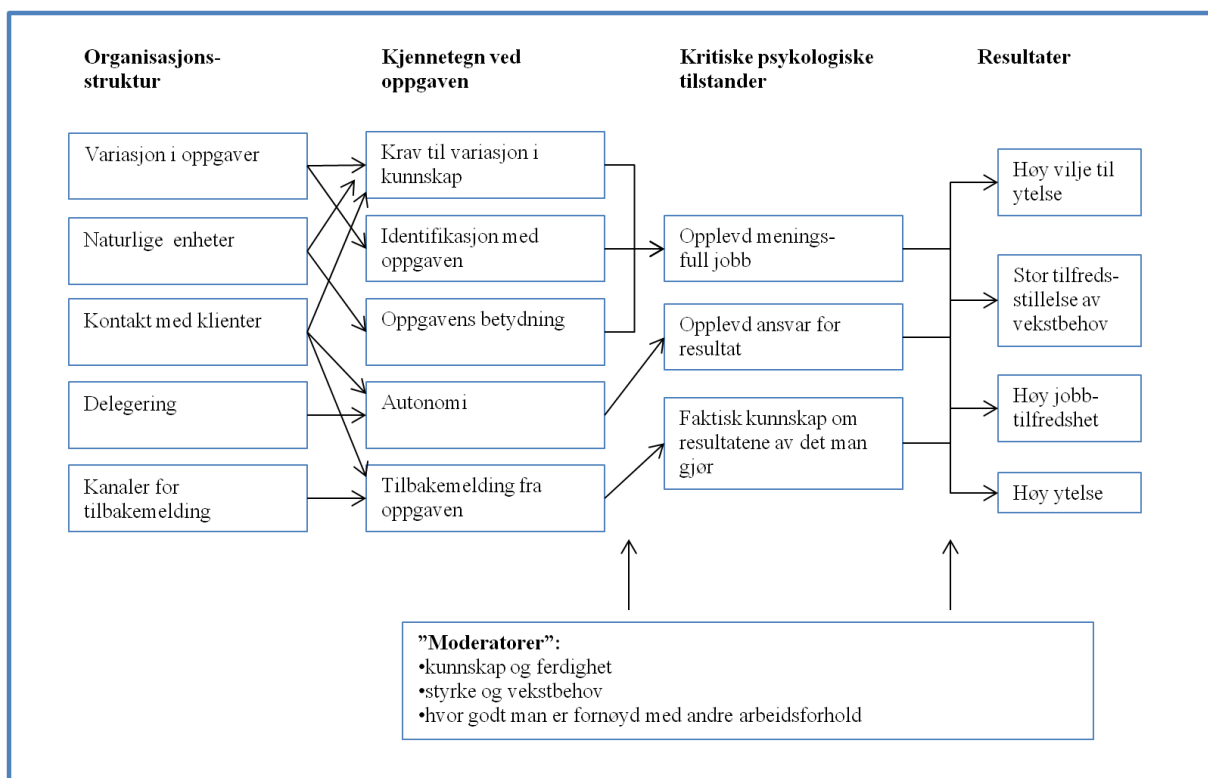 Organisasjons-
struktur
Kjennetegn ved
oppgaven
Kritiske psykologiske
tilstander
Resultater
Variasjon i oppgaver
Naturlige enheter
Kontakt med klienter
Delegering
Kanaler for
tilbakemelding
Krav til variasjon i
kunnskap
Identifikasjon med
oppgaven
Oppgavens betydning
Autonomi
Tilbakemelding fra
oppgaven
Opplevd menings-
full jobb
Opplevd ansvar for
resultat
Faktisk kunnskap om
resultatene av det man
gjør
Høy vilje til
ytelse
Stor tilfreds-
stillelse av
vekstbehov
Høy jobb-
tilfredshet
Høy ytelse
”Moderatorer”:
•kunnskap og ferdighet
•styrke og vekstbehov
•hvor godt man er fornøyd med andre arbeidsforhold